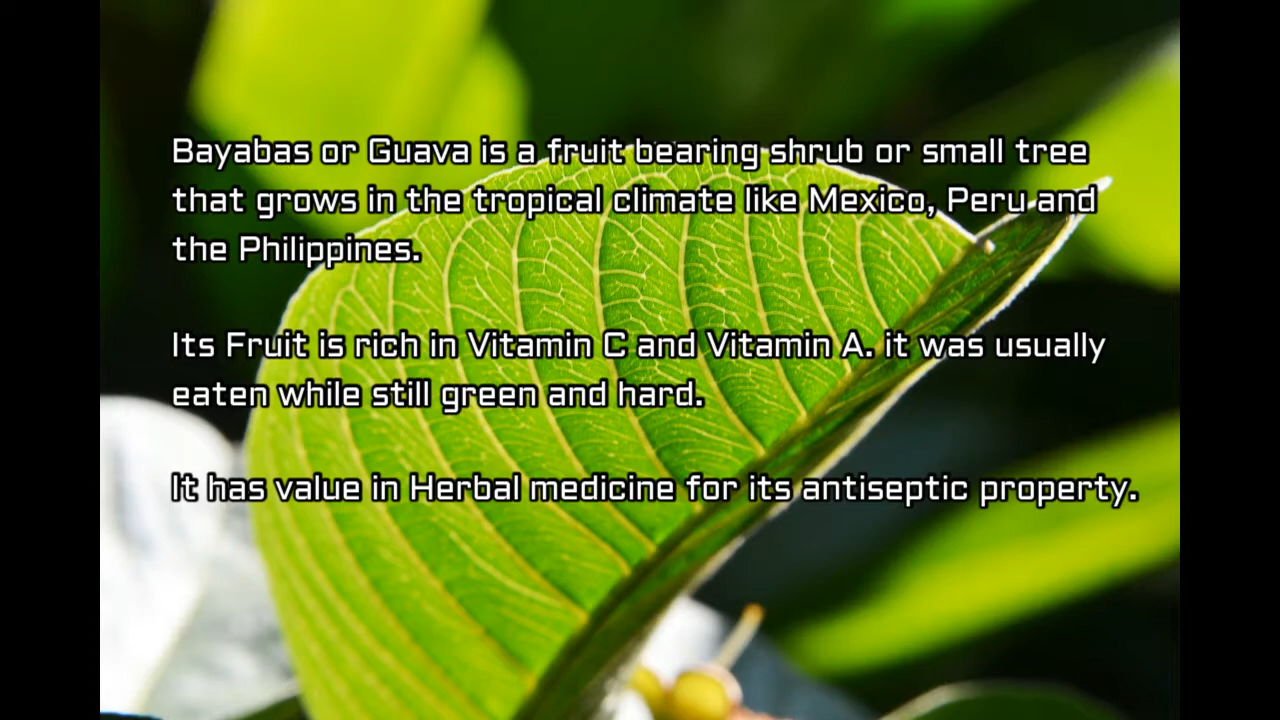 Bayabas or Guava is a fruit bearing shrub or small tree
that grows in the tropical climate like Mexico, Peru and
the Philippines.
Its Fruit is rich in Vitamin C and Vitamin A. it was usually
eaten while still green and hard.
It has value in Herbal medicine for its antiseptic property.